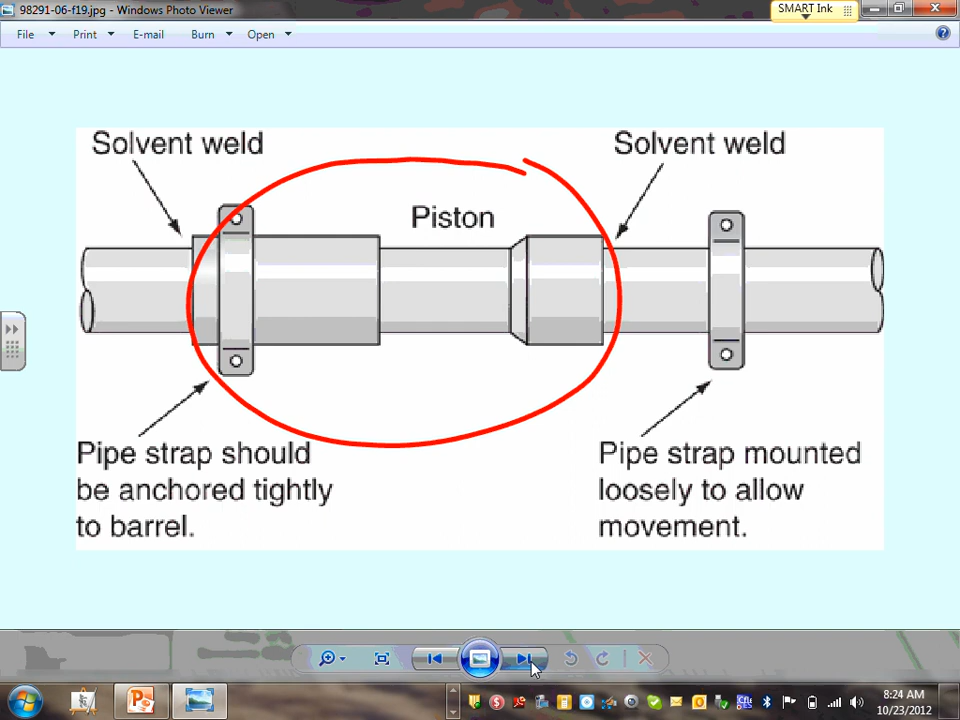 98291-06-f19.jpg - Windows Photo Viewer
SMART Ink
File Print E-mail Burn Open
Solvent weld
Solvent weld
Piston
Pipe strap should
be anchored tightly
to barrel.
Pipe strap mounted
loosely to allow
movement.
8:24 AM
10/23/2012